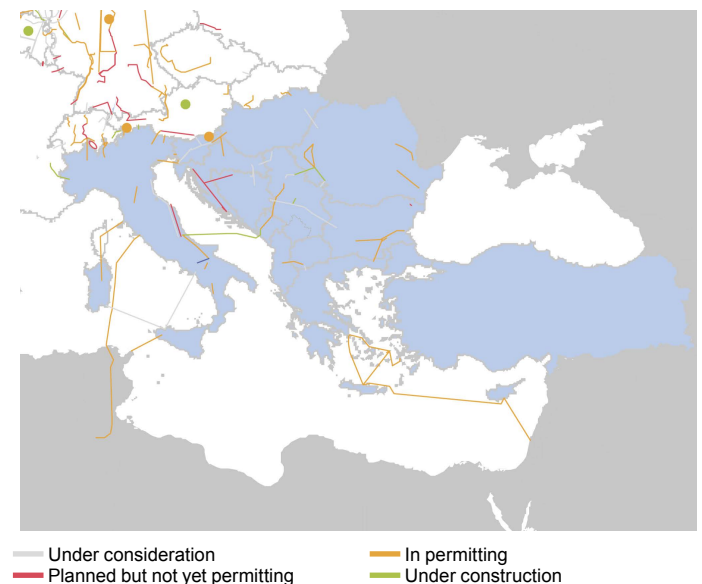 Under consideration
In permitting
Planned but not yet permitting
Under construction